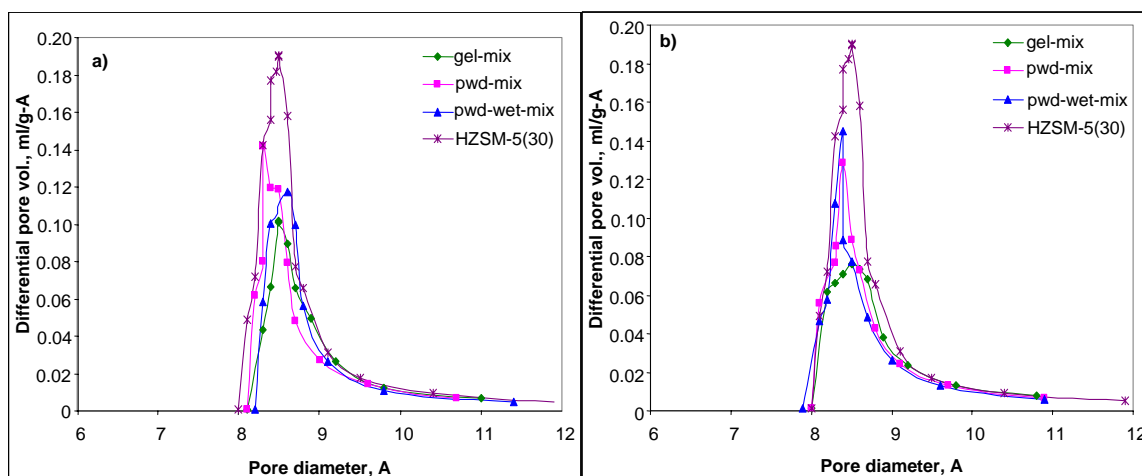 a)
gel-mix
pwd-mix
pwd-wet-mix
HZSM-5(30)
Differential pore vol., ml/g-A
0.20
0.18
0.16
0.14
0.12
0.10
0.08
0.06
0.04
0.02
0
6 7 8 9 10 11 12
Pore diameter, A
b)
gel-mix
pwd-mix
pwd-wet-mix
HZSM-5(30)
Differential pore vol., ml/g-A
0.20
0.18
0.16
0.14
0.12
0.10
0.08
0.06
0.04
0.02
0
6 7 8 9 10 11 12
Pore diameter, A